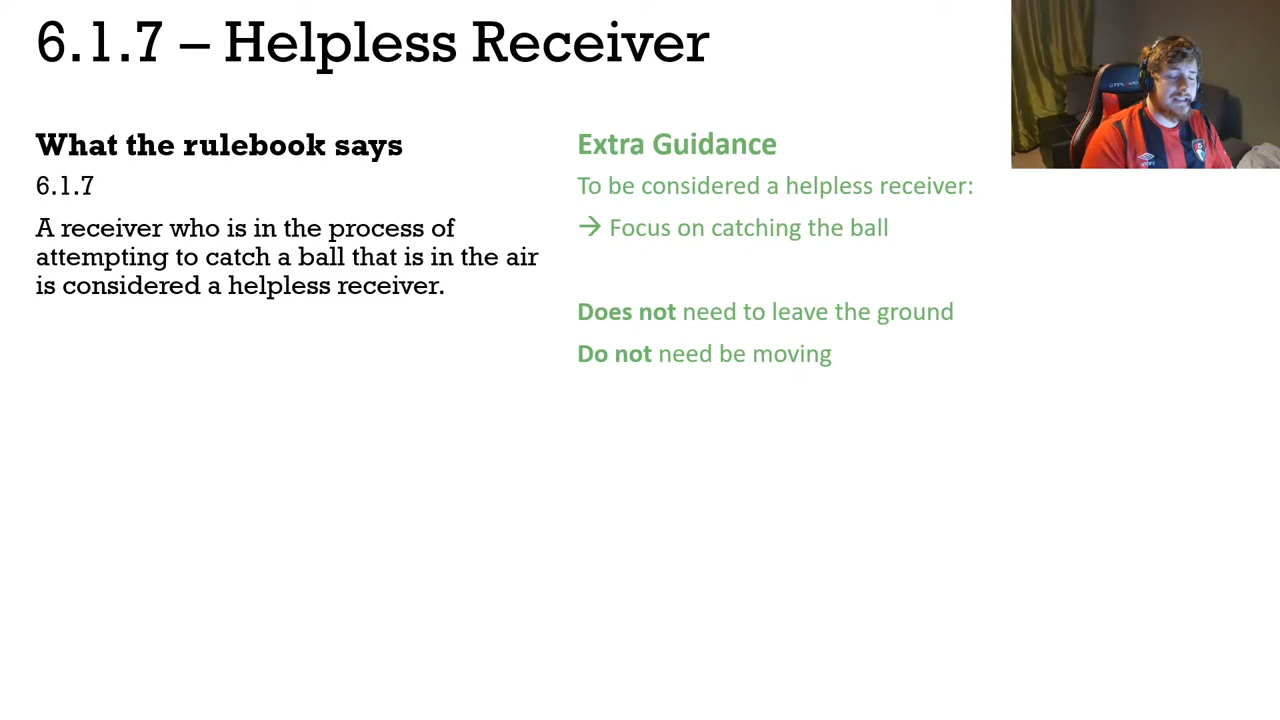 6.1.7 – Helpless Receiver
What the rulebook says
6.1.7
A receiver who is in the process of
attempting to catch a ball that is in the air
is considered a helpless receiver.
Extra Guidance
To be considered a helpless receiver:
→ Focus on catching the ball
Does not need to leave the ground
Do not need be moving